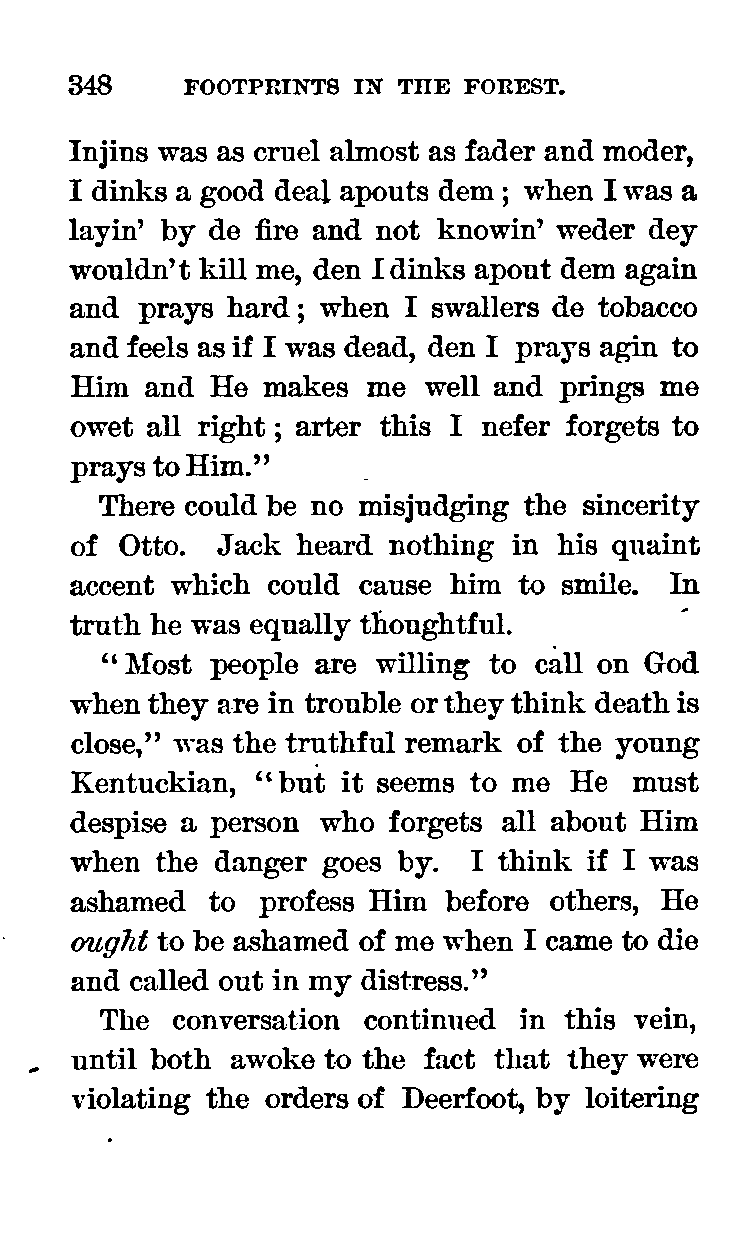 348 FOOTPRINTS IN THE FOREST.
Injins was as cruel almost as fader and moder,
I dinks a good deal apouts dem ; when I was a
layin' by de fire and not knowin' weder dey
wouldn't kill me, den I dinks apout dem again
and prays hard ; when I swallers de tobacco
and feels as if I was dead, den I prays agin to
Him and He makes me well and prings me
owet all right ; arter this I nefer forgets to
prays to Him."
There could be no misjudging the sincerity
of Otto. Jack heard nothing in his quaint
accent which could cause him to smile. In
truth he was equally thoughtful.
"Most people are willing to call on God
when they are in trouble or they think death is
close," was the truthful remark of the young
Kentuckian, "but it seems to me He must
despise a person who forgets all about Him
when the danger goes by. I think if I was
ashamed to profess Him before others, He
ought to be ashamed of me when I came to die
and called out in my distress."
The conversation continued in this vein,
until both awoke to the fact that they were
violating the orders of Deerfoot, by loitering